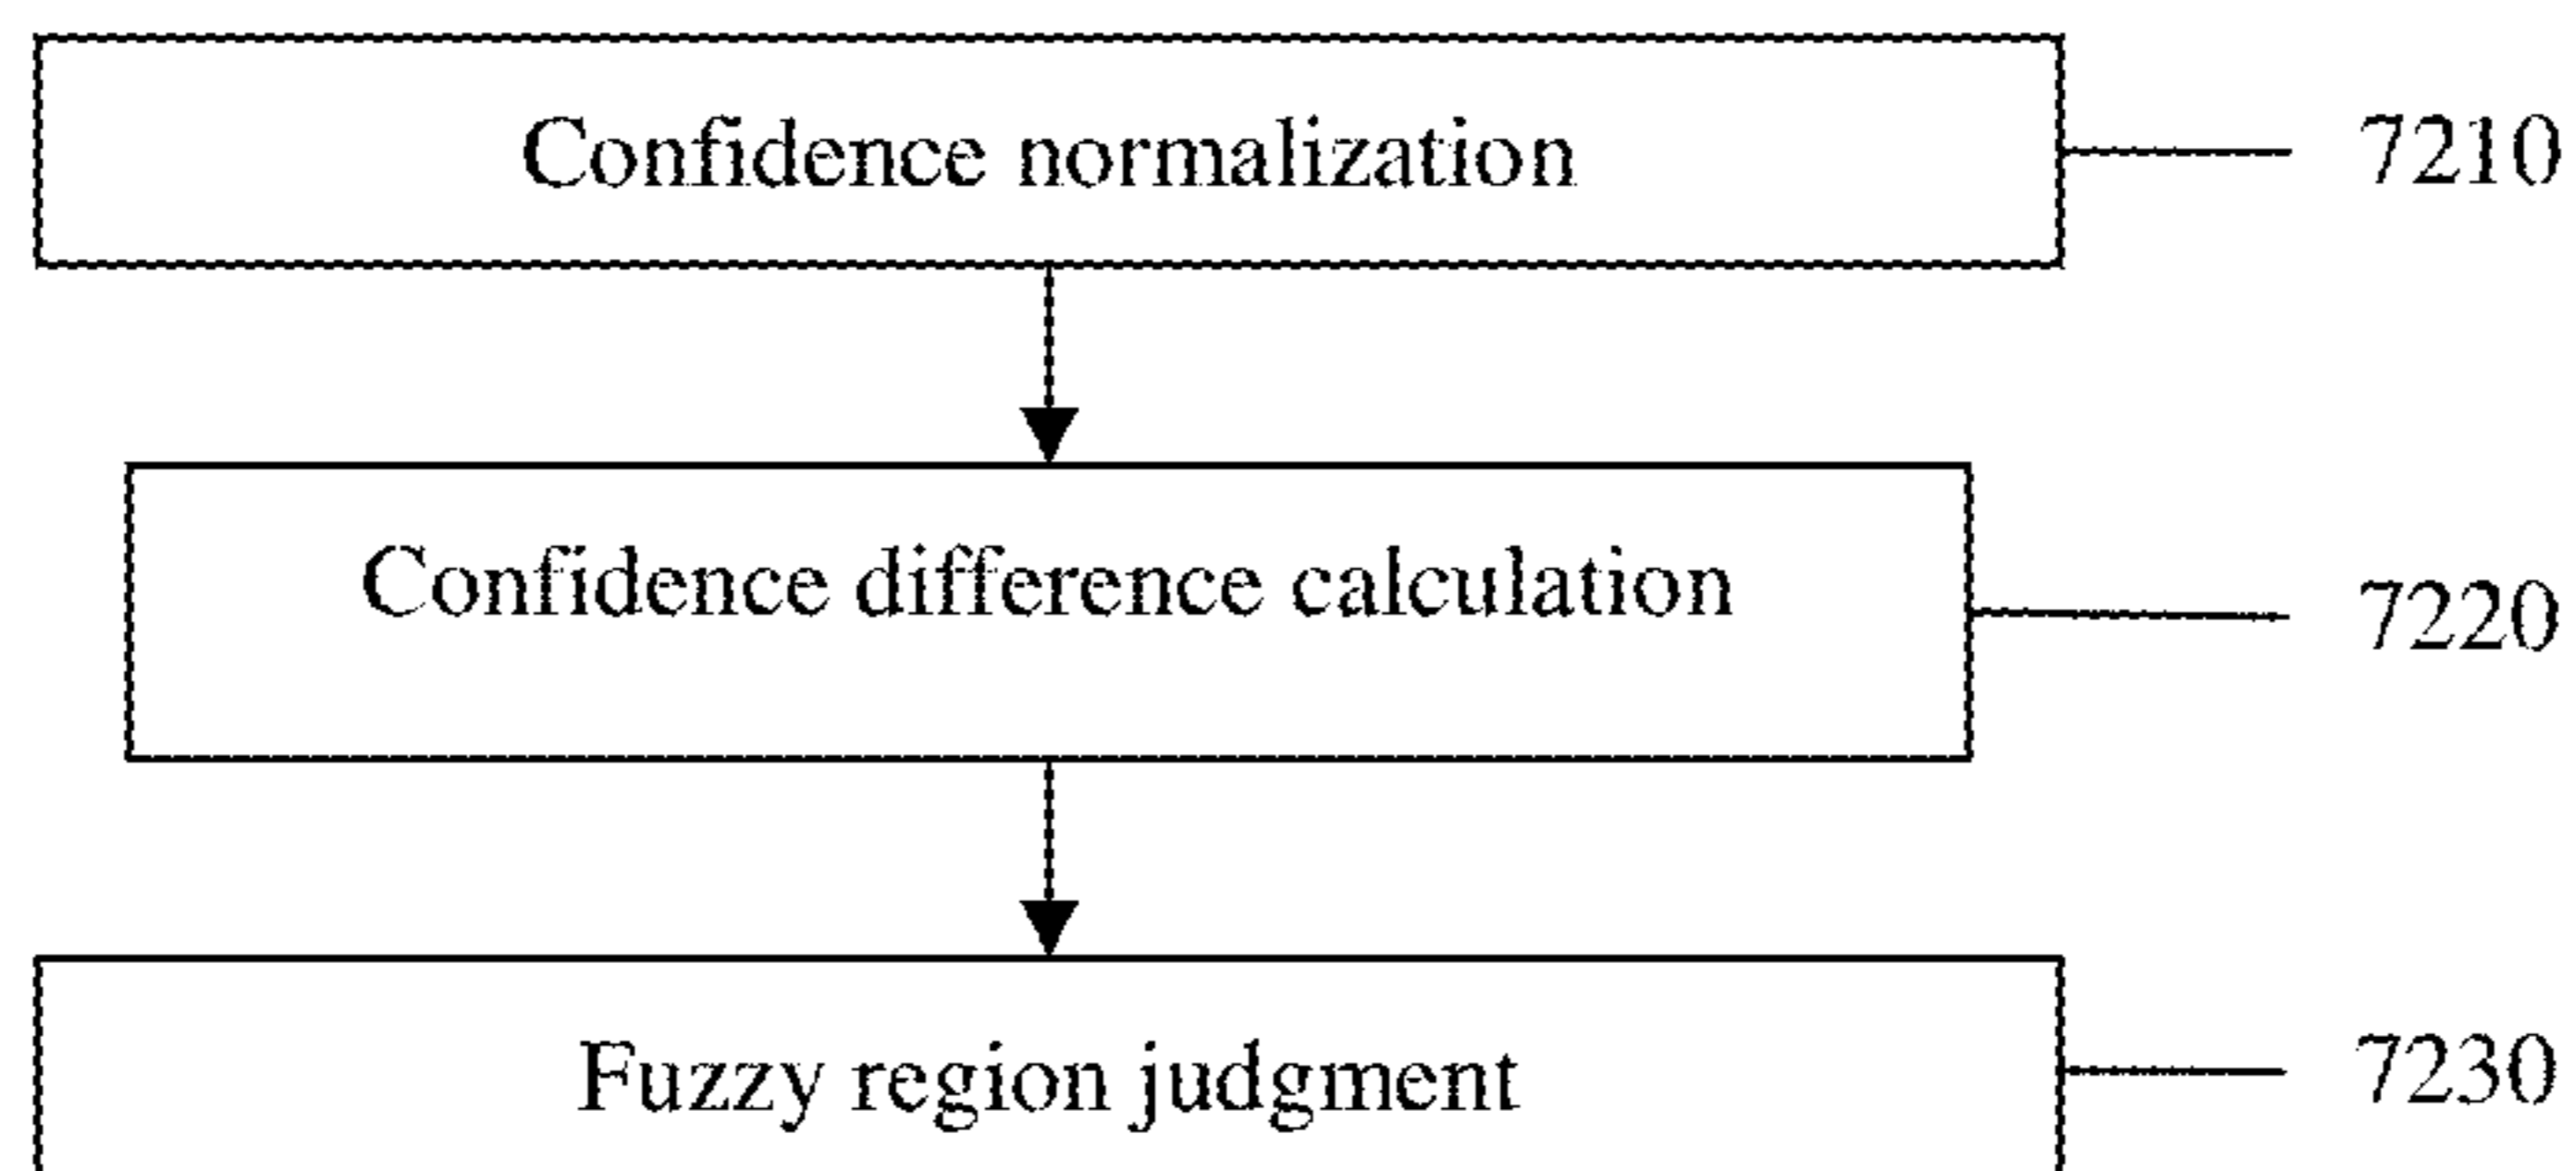 Confidence normalization
7210
Confidence difference calculation
7220
Fuzzy region judgment
7230